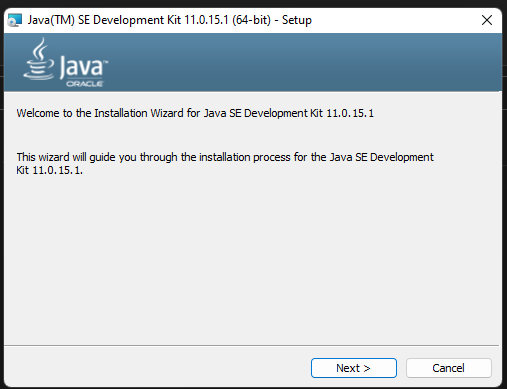 Java(TM) SE Development Kit 11.0.15.1 (64-bit) - Setup
Java™
ORACLE
Welcome to the Installation Wizard for Java SE Development Kit 11.0.15.1
This wizard will guide you through the installation process for the Java SE Development
Kit 11.0.15.1.
Next >
Cancel